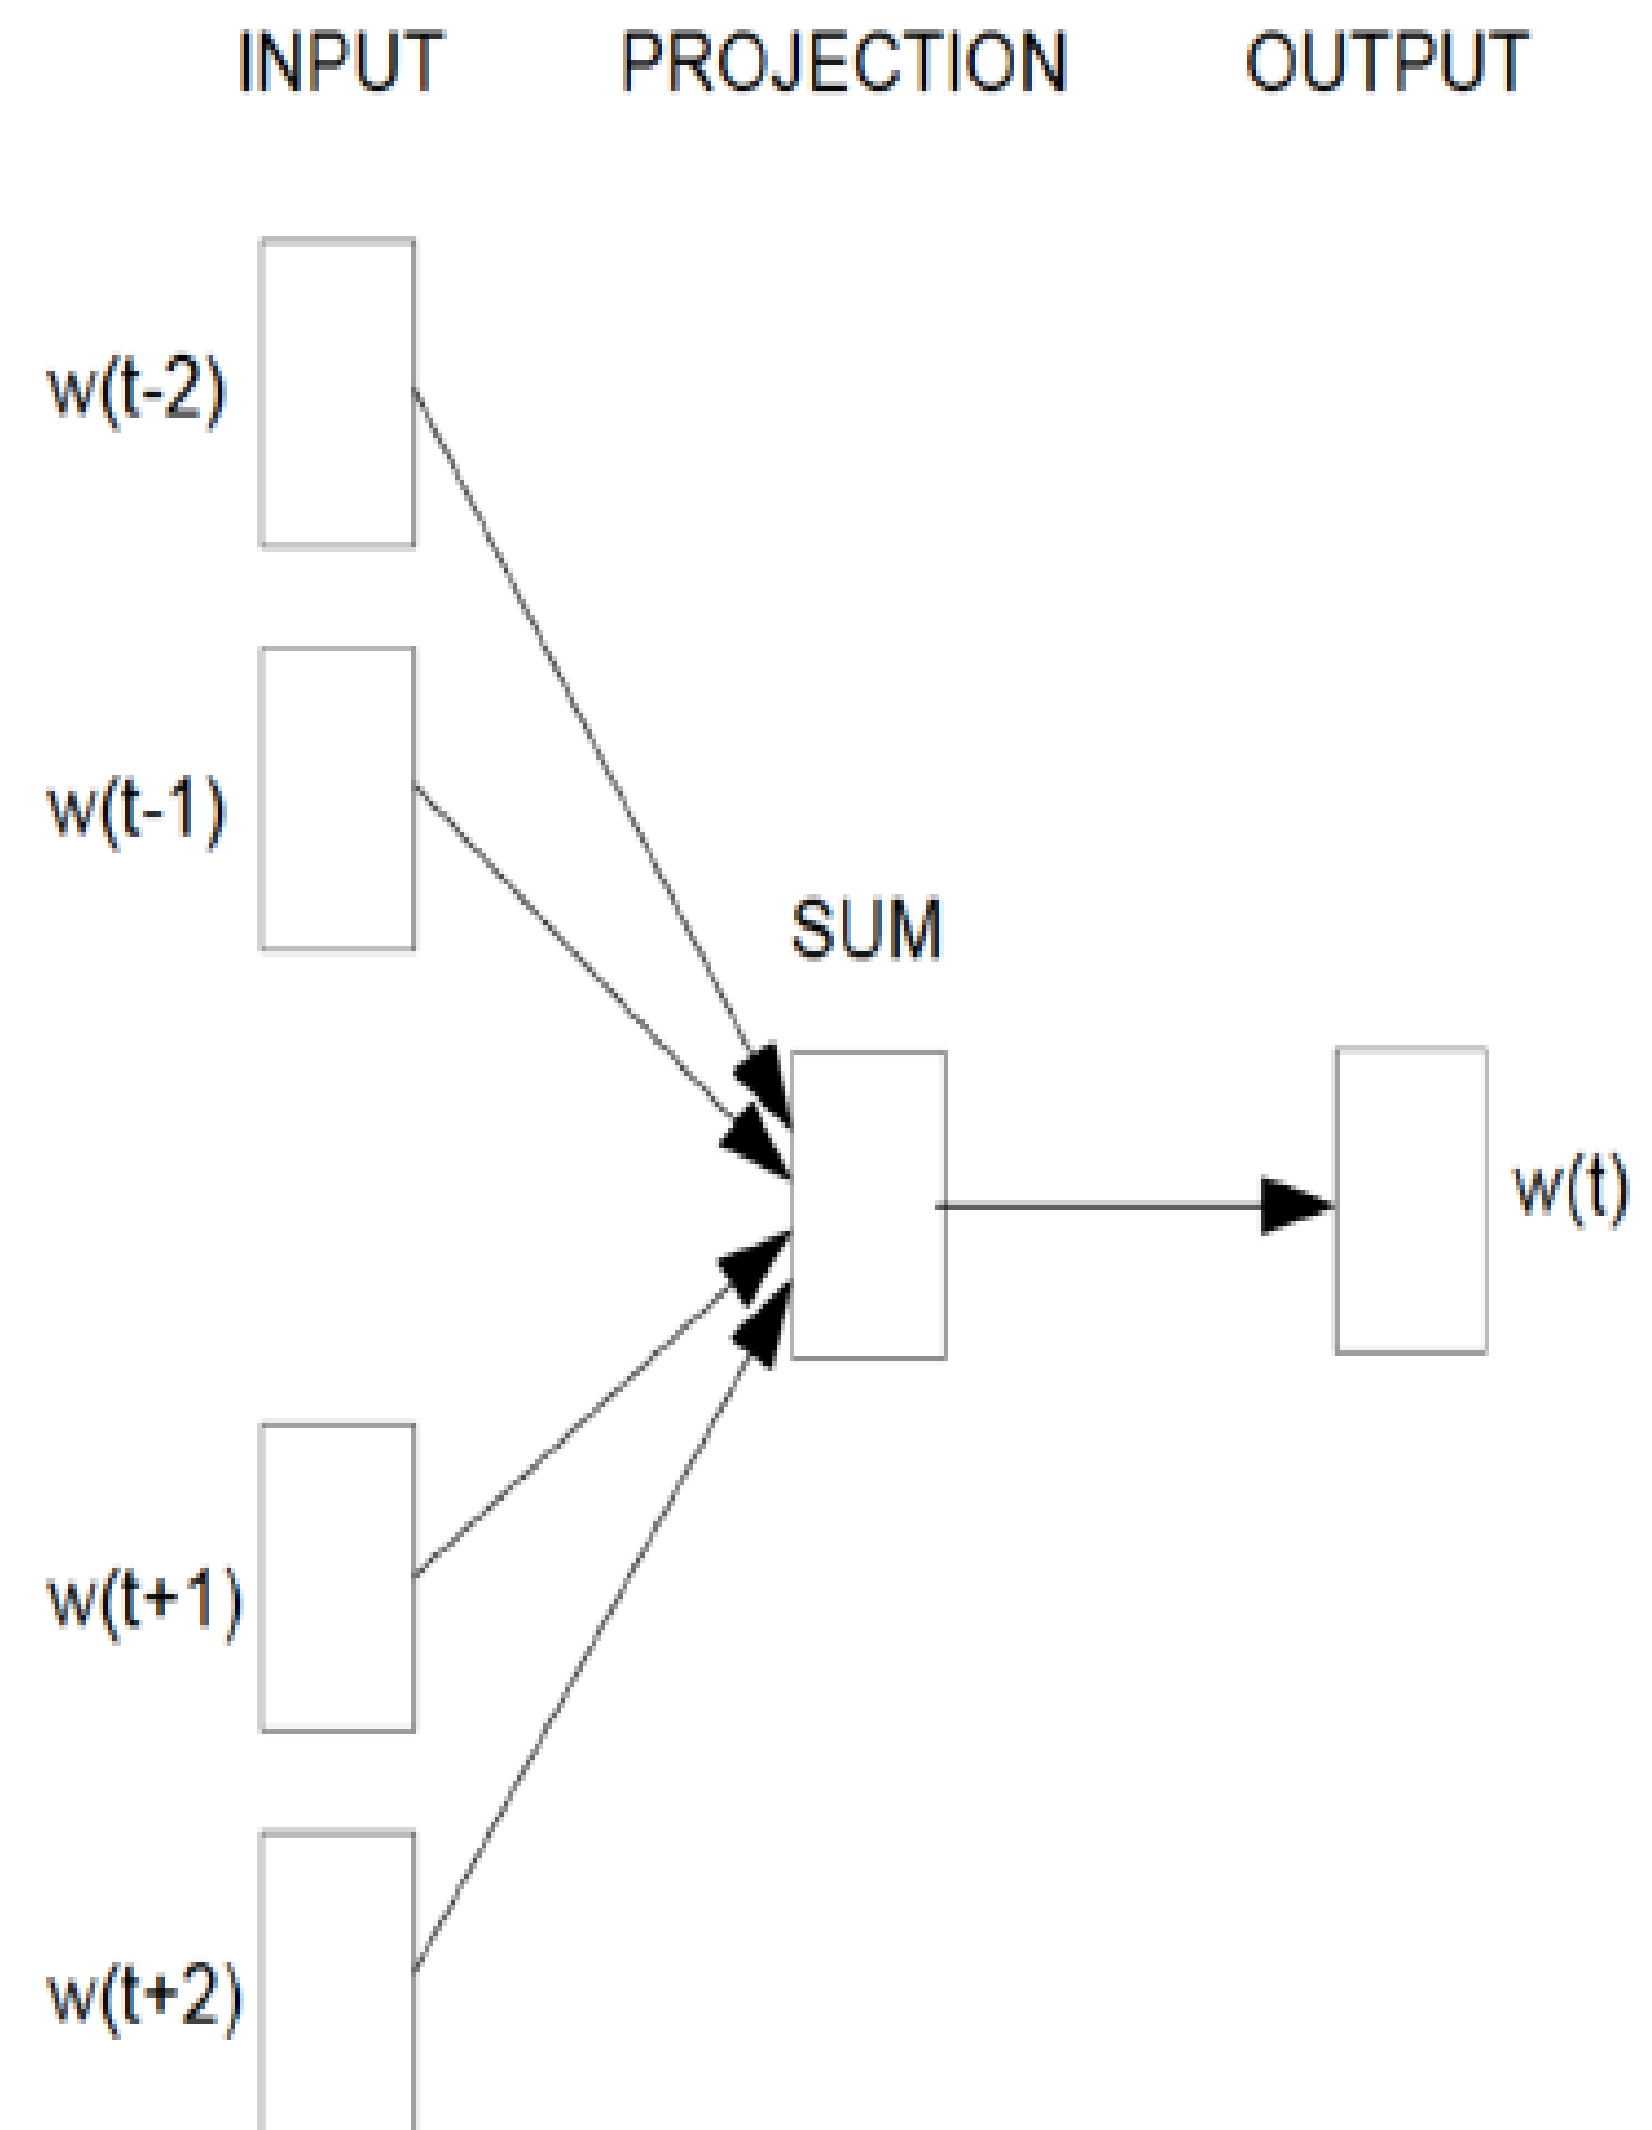 INPUT PROJECTION OUTPUT
w(t-2)
w(t-1)
SUM
w(t)
w(t+1)
w(t+2)